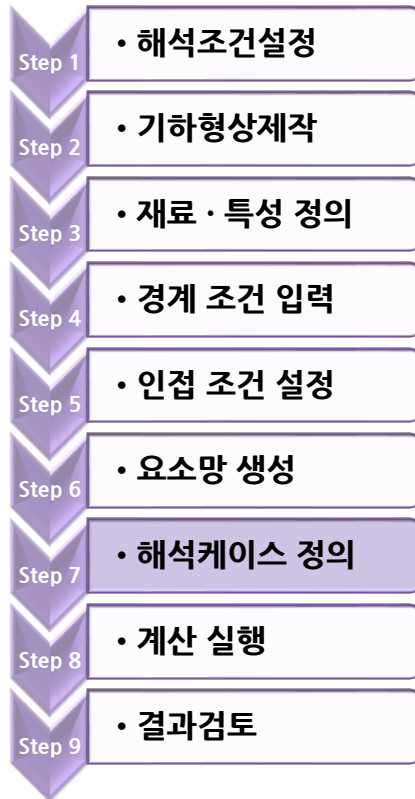 Step 1
• 해석조건설정
Step 2
• 기하형상제작
Step 3
• 재료 · 특성 정의
Step 4
• 경계 조건 입력
Step 5
• 인접 조건 설정
Step 6
• 요소망 생성
Step 7
• 해석케이스 정의
Step 8
• 계산 실행
Step 9
• 결과검토